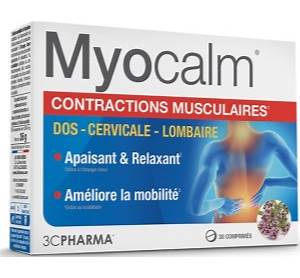 Myocalm®
CONTRACTIONS MUSCULAIRES
DOS - CERVICALE - LOMBAIRE
• Apaisant & Relaxant
• Améliore la mobilité
3CPHARMA®
30 COMPRIMÉS